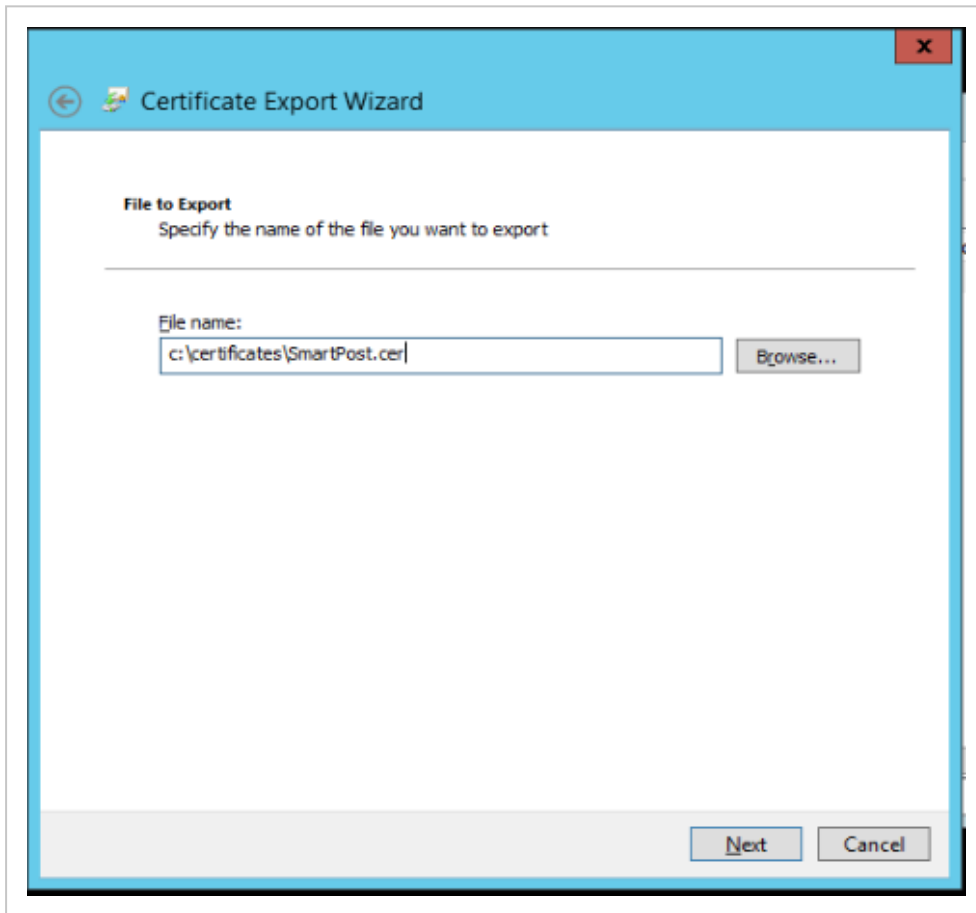 Certificate Export Wizard
File to Export
Specify the name of the file you want to export
File name:
c:\certificates\SmartPost.cer
Browse...
Next
Cancel